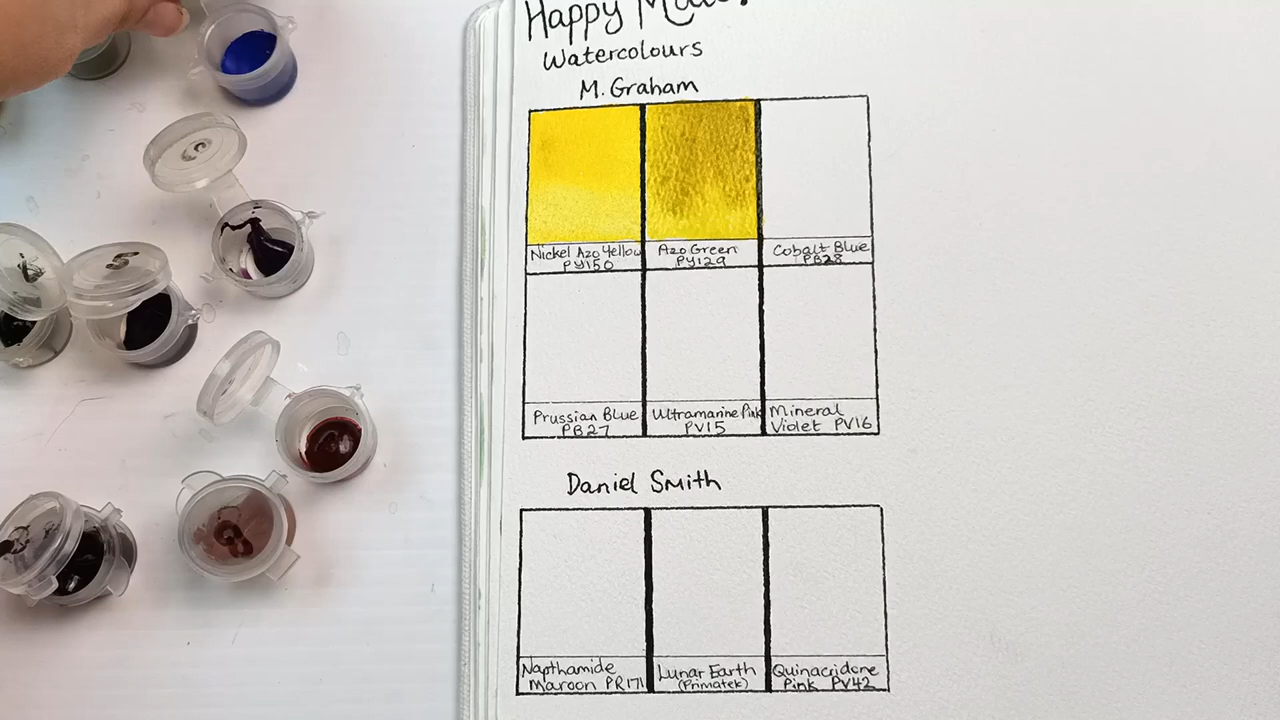 Happy
Watercolours
M. Graham
Nickel Azo Yellow
PY150
Azo Green
PY129
Cobalt Blue
PB28
Prussian Blue
PB27
Ultramarine Pink
PV15
Mineral
Violet PV16
Daniel Smith
Napthamide
Maroon PR171
Lunar Earth
(Primatek)
Quinacridone
Pink PV42